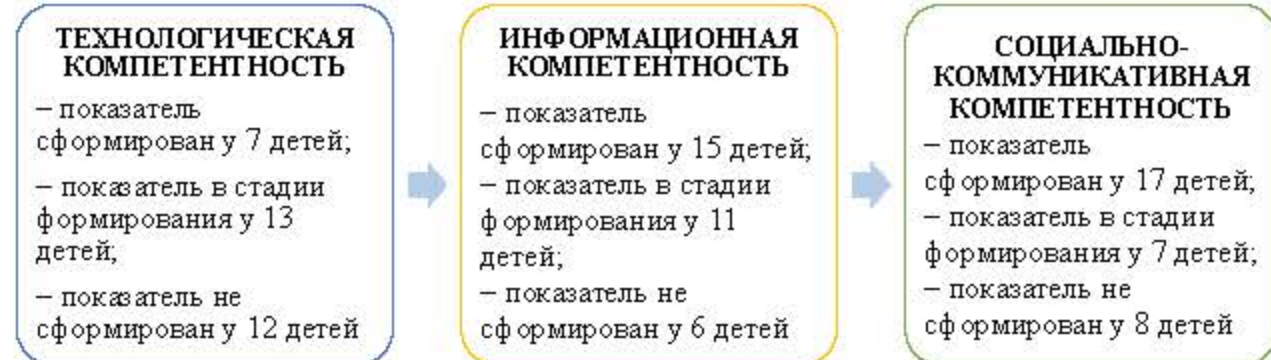 ТЕХНОЛОГИЧЕСКАЯ
КОМПЕТЕНТНОСТЬ
– показатель
сформирован у 7 детей;
– показатель в стадии
формирования у 13
детей;
– показатель не
сформирован у 12 детей
ИНФОРМАЦИОННАЯ
КОМПЕТЕНТНОСТЬ
– показатель
сформирован у 15 детей;
– показатель в стадии
формирования у 11
детей;
– показатель не
сформирован у 6 детей
СОЦИАЛЬНО-
КОММУНИКАТИВНАЯ
КОМПЕТЕНТНОСТЬ
– показатель
сформирован у 17 детей;
– показатель в стадии
формирования у 7 детей;
– показатель не
сформирован у 8 детей